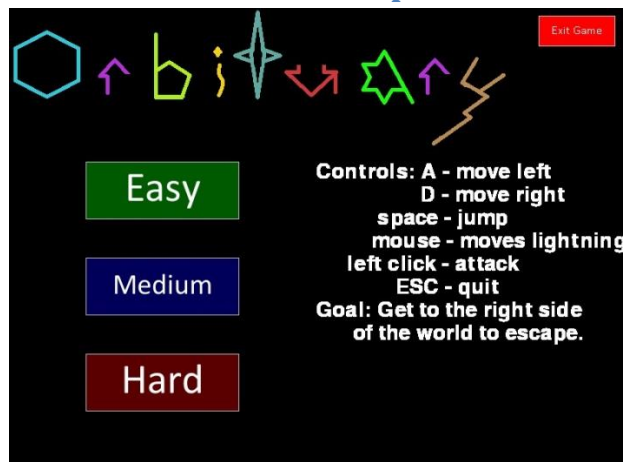 Orbituary
Exit Game
Easy
Medium
Hard
Controls: A - move left
D - move right
space - jump
mouse - moves lightning
left click - attack
ESC - quit
Goal: Get to the right side
of the world to escape.